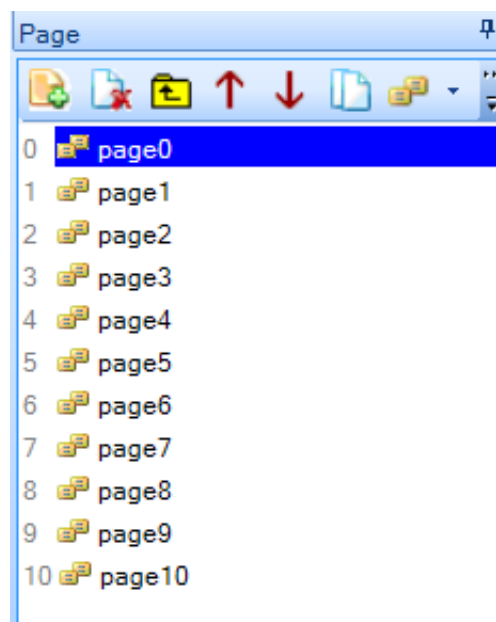 Page
0 page0
1 page1
2 page2
3 page3
4 page4
5 page5
6 page6
7 page7
8 page8
9 page9
10 page10